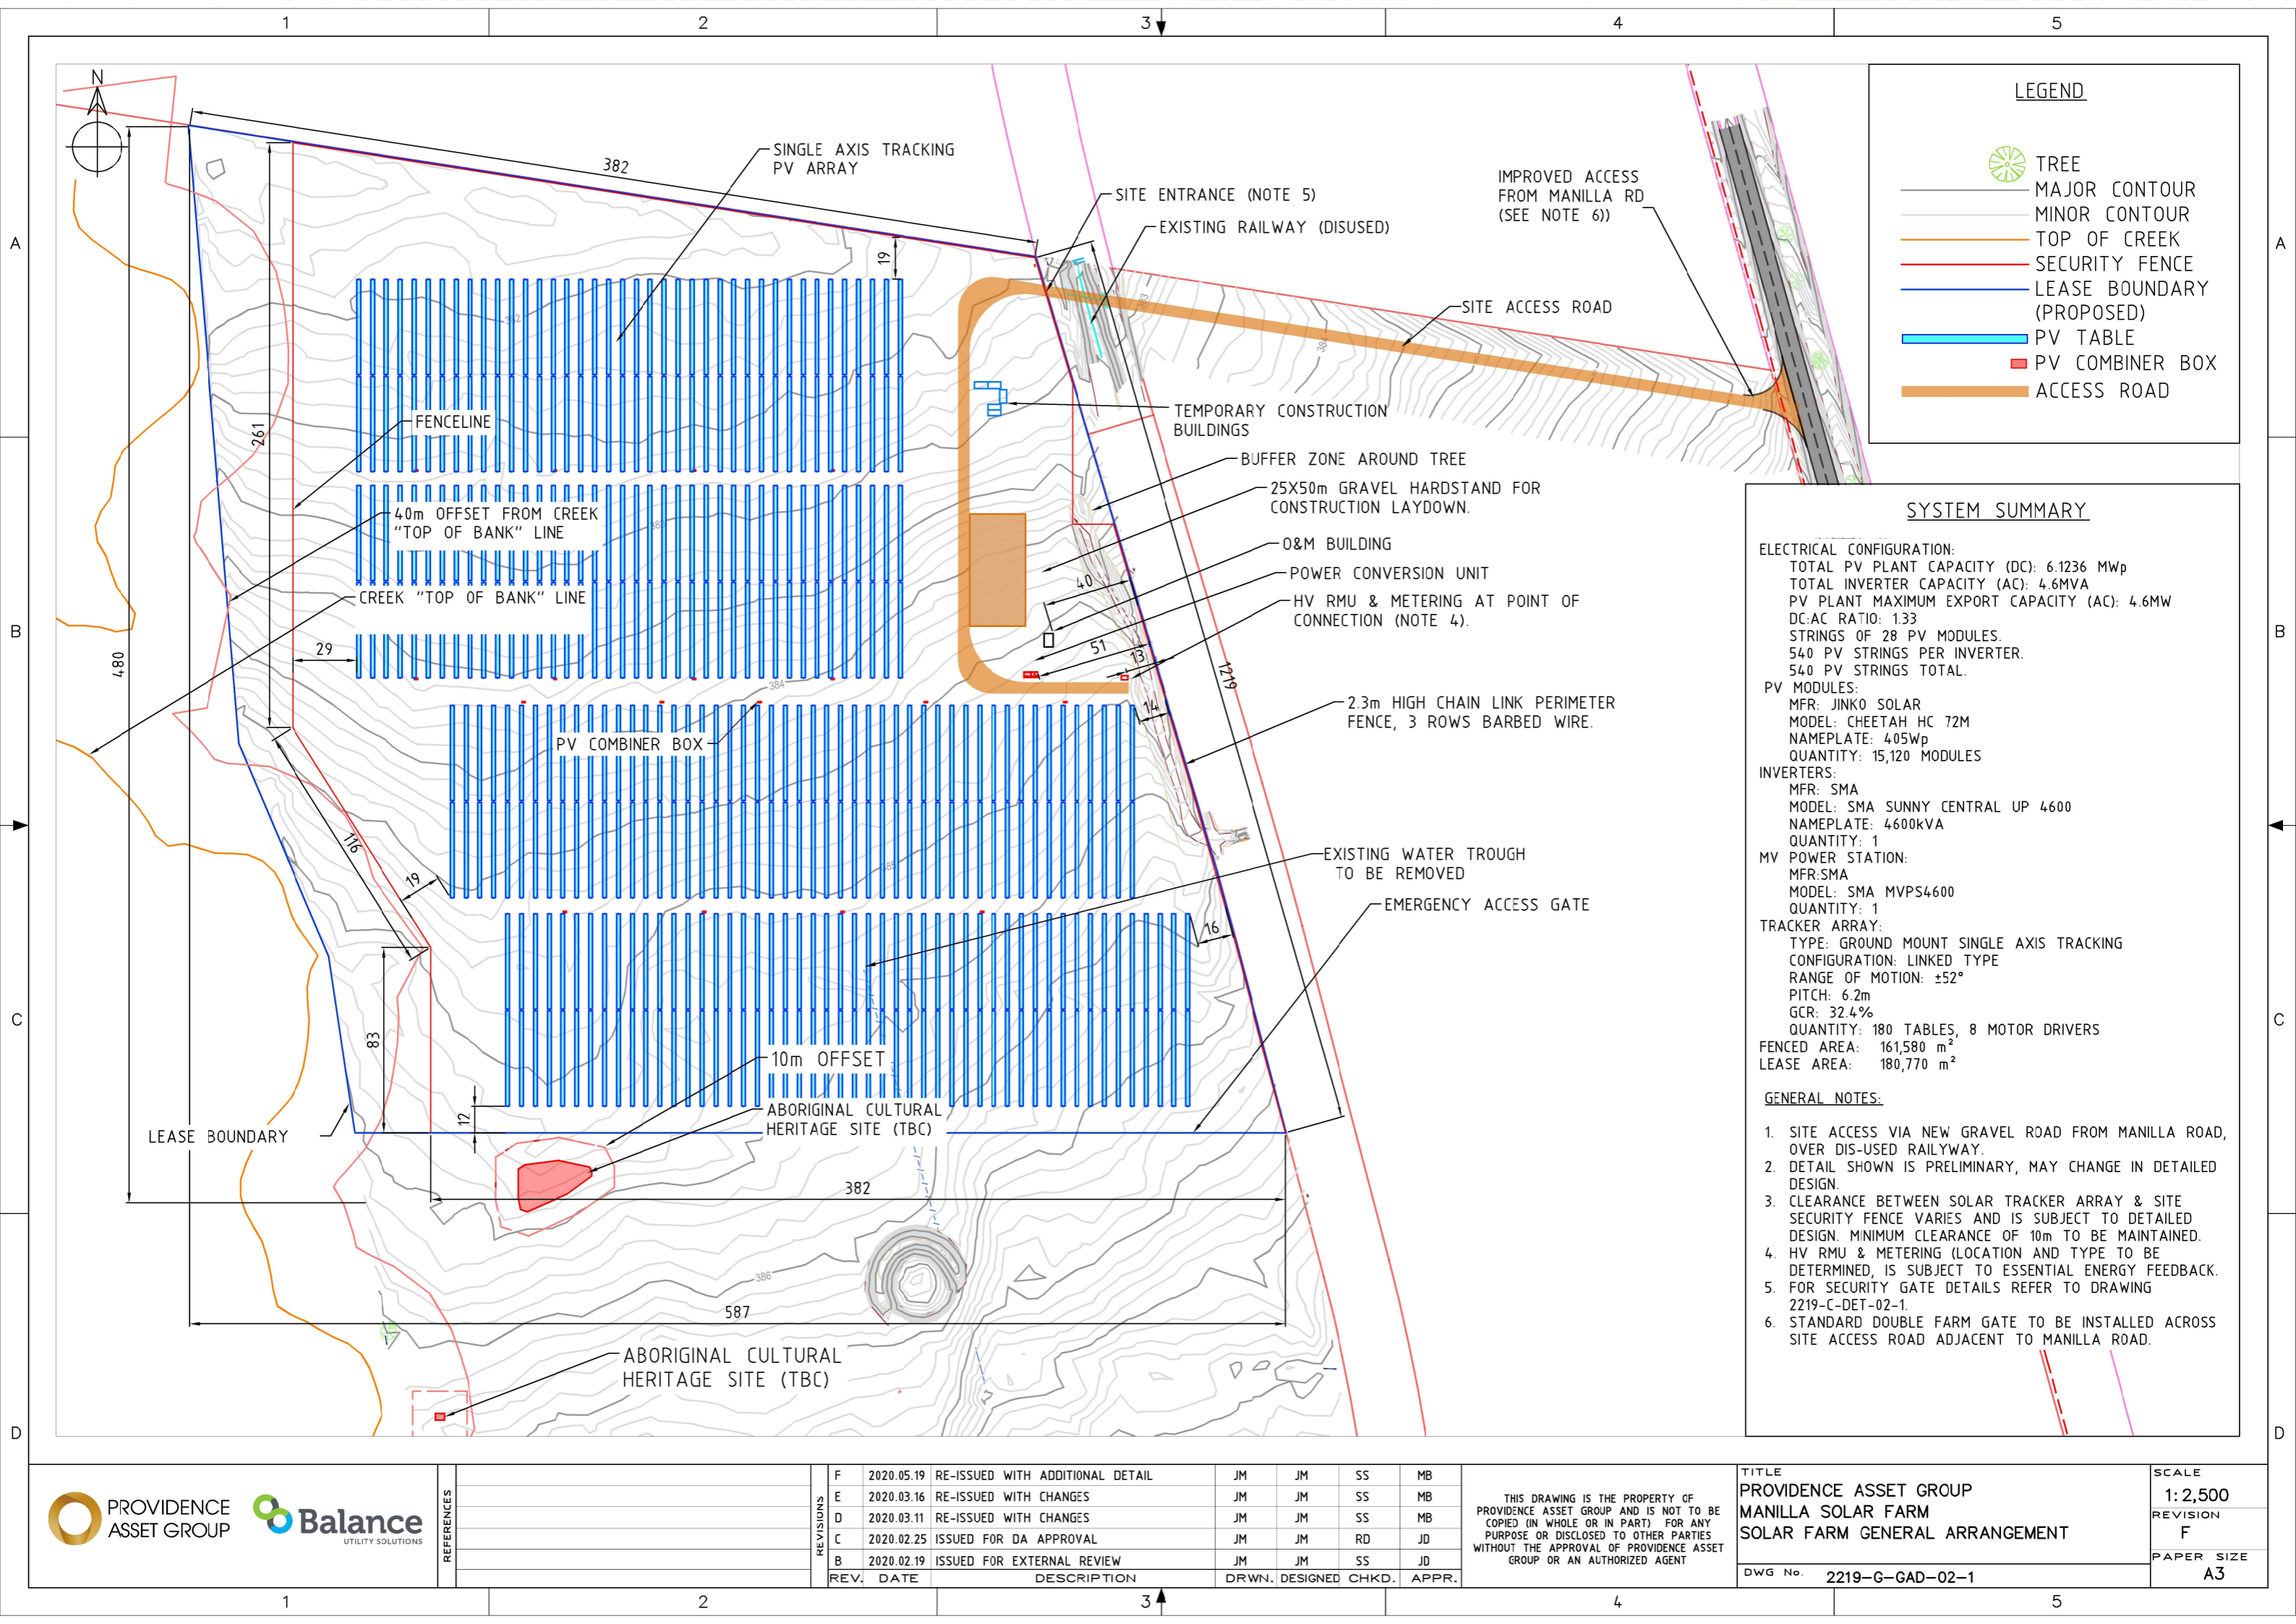 1
2
3
4
5
A
B
C
D
A
B
C
D
N
382
261
480
29
116
19
83
12
19
40
51
13
14
1219
16
382
587
382
383
384
385
384
386
SINGLE AXIS TRACKING
PV ARRAY
SITE ENTRANCE (NOTE 5)
EXISTING RAILWAY (DISUSED)
IMPROVED ACCESS
FROM MANILLA RD
(SEE NOTE 6))
SITE ACCESS ROAD
FENCELINE
TEMPORARY CONSTRUCTION
BUILDINGS
BUFFER ZONE AROUND TREE
25X50m GRAVEL HARDSTAND FOR
CONSTRUCTION LAYDOWN.
40m OFFSET FROM CREEK
"TOP OF BANK" LINE
O&M BUILDING
POWER CONVERSION UNIT
CREEK "TOP OF BANK" LINE
HV RMU & METERING AT POINT OF
CONNECTION (NOTE 4).
2.3m HIGH CHAIN LINK PERIMETER
FENCE, 3 ROWS BARBED WIRE.
PV COMBINER BOX
EXISTING WATER TROUGH
TO BE REMOVED
EMERGENCY ACCESS GATE
10m OFFSET
ABORIGINAL CULTURAL
HERITAGE SITE (TBC)
LEASE BOUNDARY
ABORIGINAL CULTURAL
HERITAGE SITE (TBC)
LEGEND
TREE
MAJOR CONTOUR
MINOR CONTOUR
TOP OF CREEK
SECURITY FENCE
LEASE BOUNDARY
(PROPOSED)
PV TABLE
PV COMBINER BOX
ACCESS ROAD
SYSTEM SUMMARY
ELECTRICAL CONFIGURATION:
TOTAL PV PLANT CAPACITY (DC): 6.1236 MWp
TOTAL INVERTER CAPACITY (AC): 4.6MVA
PV PLANT MAXIMUM EXPORT CAPACITY (AC): 4.6MW
DC:AC RATIO: 1.33
STRINGS OF 28 PV MODULES.
540 PV STRINGS PER INVERTER.
540 PV STRINGS TOTAL.
PV MODULES:
MFR: JINKO SOLAR
MODEL: CHEETAH HC 72M
NAMEPLATE: 405Wp
QUANTITY: 15,120 MODULES
INVERTERS:
MFR: SMA
MODEL: SMA SUNNY CENTRAL UP 4600
NAMEPLATE: 4600kVA
QUANTITY: 1
MV POWER STATION:
MFR:SMA
MODEL: SMA MVPS4600
QUANTITY: 1
TRACKER ARRAY:
TYPE: GROUND MOUNT SINGLE AXIS TRACKING
CONFIGURATION: LINKED TYPE
RANGE OF MOTION: ±52°
PITCH: 6.2m
GCR: 32.4%
QUANTITY: 180 TABLES, 8 MOTOR DRIVERS
FENCED AREA: 161,580 m²
LEASE AREA: 180,770 m²
GENERAL NOTES:
1. SITE ACCESS VIA NEW GRAVEL ROAD FROM MANILLA ROAD,
OVER DIS-USED RAILYWAY.
2. DETAIL SHOWN IS PRELIMINARY, MAY CHANGE IN DETAILED
DESIGN.
3. CLEARANCE BETWEEN SOLAR TRACKER ARRAY & SITE
SECURITY FENCE VARIES AND IS SUBJECT TO DETAILED
DESIGN. MINIMUM CLEARANCE OF 10m TO BE MAINTAINED.
4. HV RMU & METERING (LOCATION AND TYPE TO BE
DETERMINED, IS SUBJECT TO ESSENTIAL ENERGY FEEDBACK.
5. FOR SECURITY GATE DETAILS REFER TO DRAWING
2219-C-DET-02-1.
6. STANDARD DOUBLE FARM GATE TO BE INSTALLED ACROSS
SITE ACCESS ROAD ADJACENT TO MANILLA ROAD.
PROVIDENCE
ASSET GROUP
Balance
UTILITY SOLUTIONS
REFERENCES
REVISIONS
F 2020.05.19 RE-ISSUED WITH ADDITIONAL DETAIL JM JM SS MB
E 2020.03.16 RE-ISSUED WITH CHANGES JM JM SS MB
D 2020.03.11 RE-ISSUED WITH CHANGES JM JM SS MB
C 2020.02.25 ISSUED FOR DA APPROVAL JM JM RD JD
B 2020.02.19 ISSUED FOR EXTERNAL REVIEW JM JM SS JD
REV. DATE DESCRIPTION DRWN. DESIGNED CHKD. APPR.
THIS DRAWING IS THE PROPERTY OF
PROVIDENCE ASSET GROUP AND IS NOT TO BE
COPIED (IN WHOLE OR IN PART) FOR ANY
PURPOSE OR DISCLOSED TO OTHER PARTIES
WITHOUT THE APPROVAL OF PROVIDENCE ASSET
GROUP OR AN AUTHORIZED AGENT
TITLE
PROVIDENCE ASSET GROUP
MANILLA SOLAR FARM
SOLAR FARM GENERAL ARRANGEMENT
DWG No. 2219-G-GAD-02-1
SCALE
1:2,500
REVISION
F
PAPER SIZE
A3
1
2
3
4
5